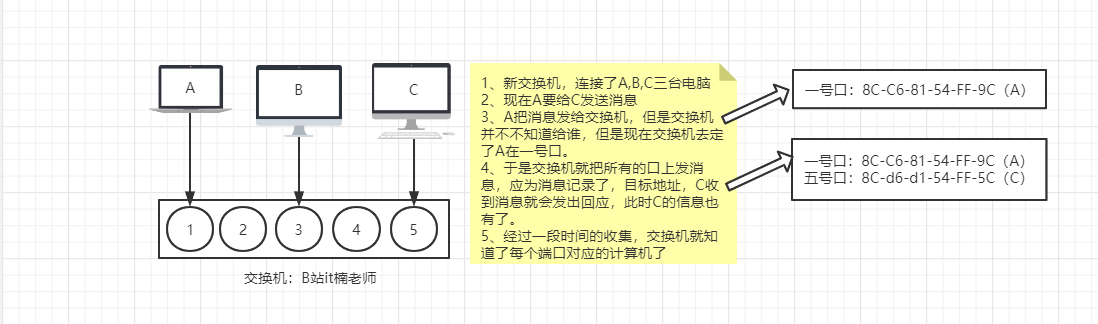 A
B
C
1
2
3
4
5
交换机：B站it楠老师
1、新交换机，连接了A,B,C三台电脑
2、现在A要给C发送消息
3、A把消息发给交换机，但是交换机
并不不知道给谁，但是现在交换机去定
了A在一号口。
4、于是交换机就把所有的口上发消
息，应为消息记录了，目标地址，C收
到消息就会发出回应，此时C的信息也
有了。
5、经过一段时间的收集，交换机就知
道了每个端口对应的计算机了
一号口：8C-C6-81-54-FF-9C（A）
一号口：8C-C6-81-54-FF-9C（A）
五号口：8C-d6-d1-54-FF-5C（C）